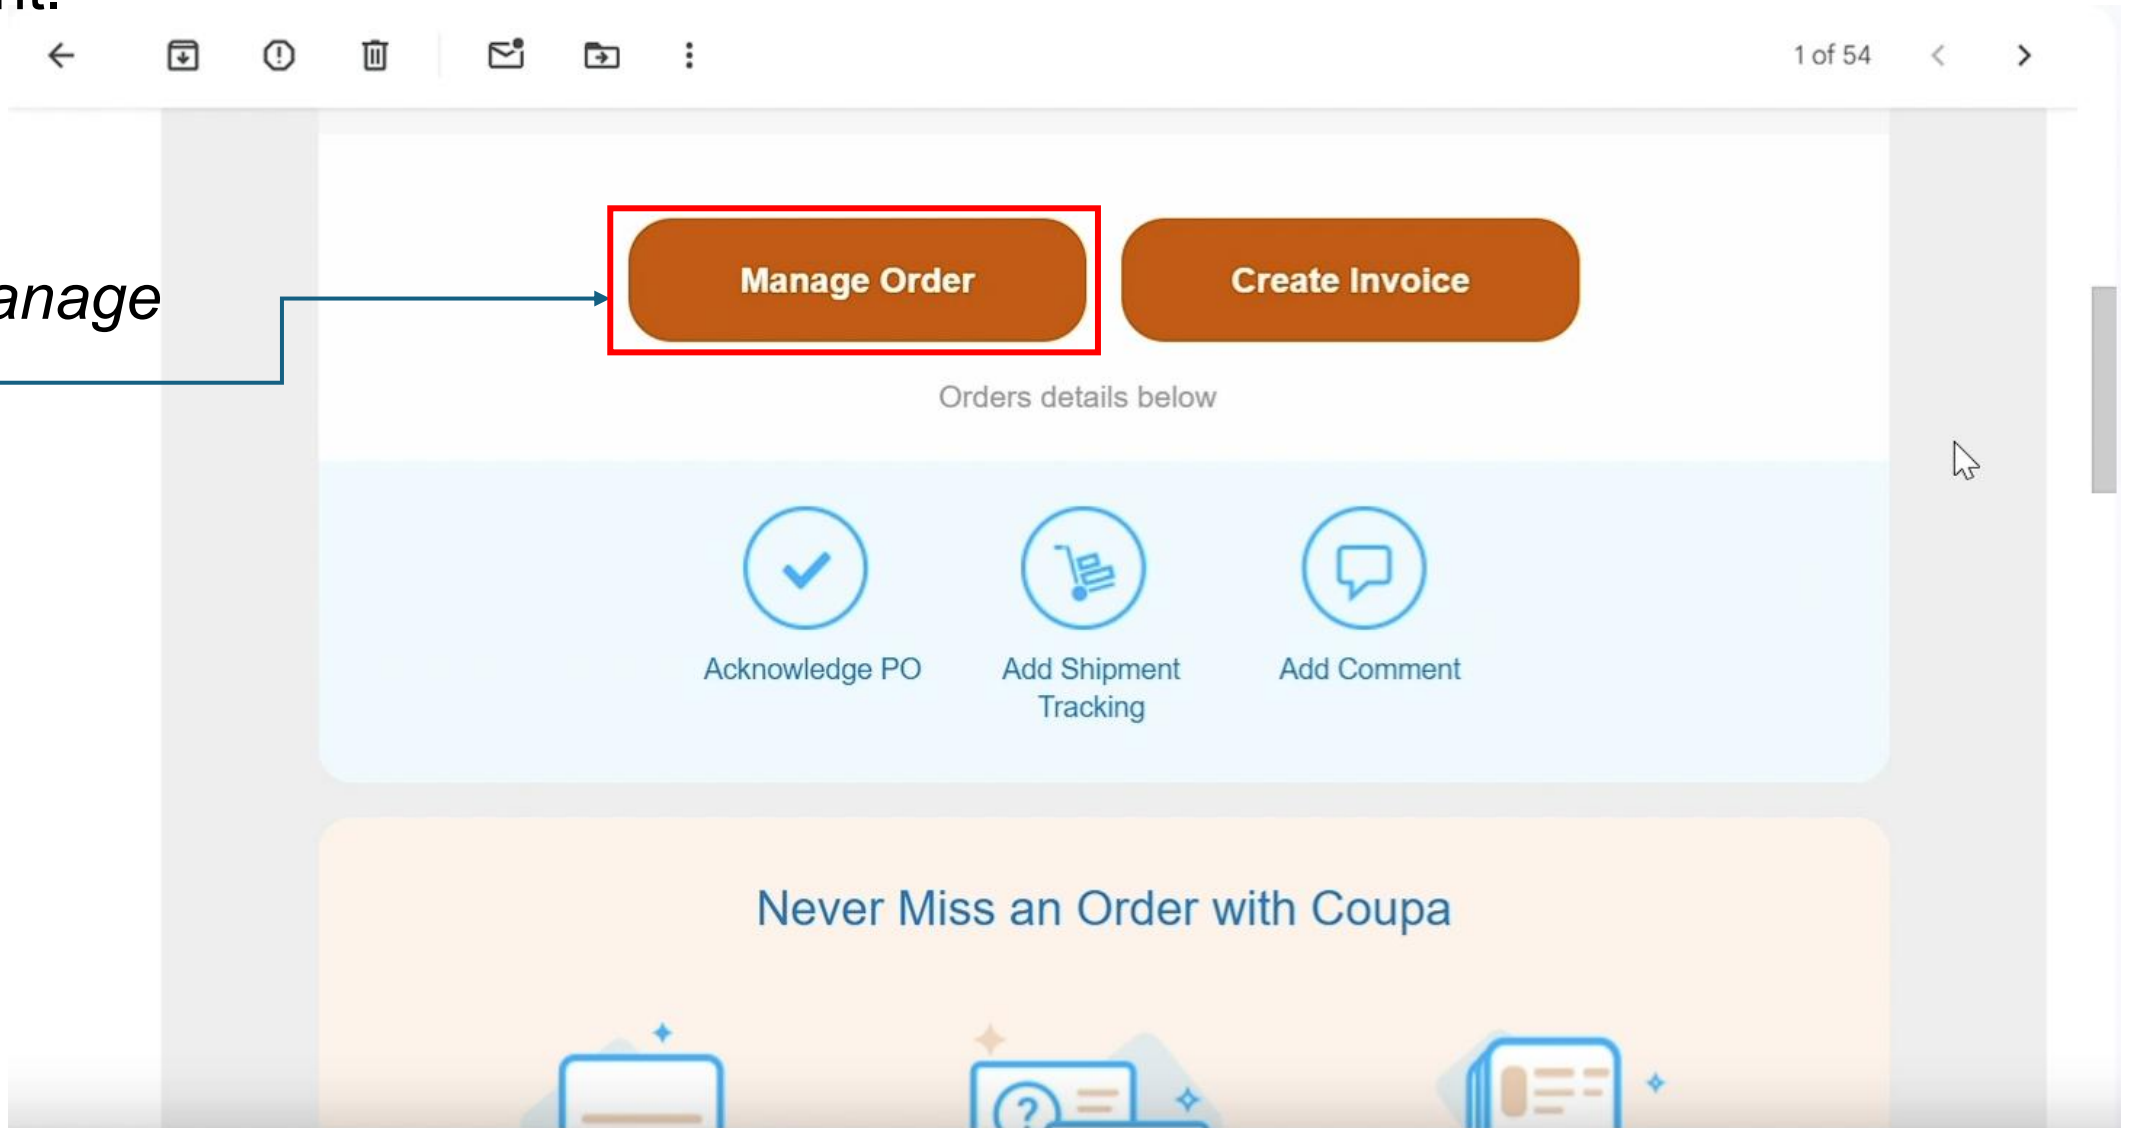 1 of 54
Manage Order
Create Invoice
anage
Orders details below
Acknowledge PO
Add Shipment
Tracking
Add Comment
Never Miss an Order with Coupa
?